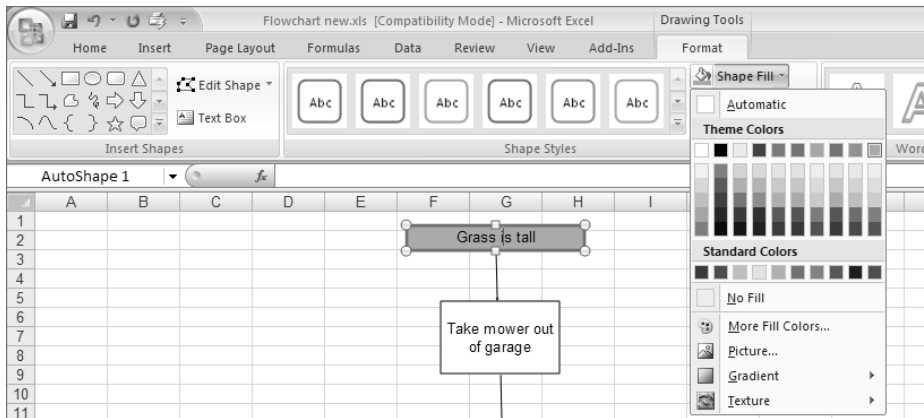 Flowchart new.xls [Compatibility Mode] - Microsoft Excel
Drawing Tools
Home Insert Page Layout Formulas Data Review View Add-Ins Format
Edit Shape
Text Box
Insert Shapes
Abc Abc Abc Abc Abc Abc
Shape Styles
Shape Fill
Automatic
Theme Colors
Standard Colors
No Fill
More Fill Colors...
Picture...
Gradient
Texture
AutoShape 1
fx
A B C D E F G H I
1
2
3
4
5
6
7
8
9
10
11
Grass is tall
Take mower out
of garage